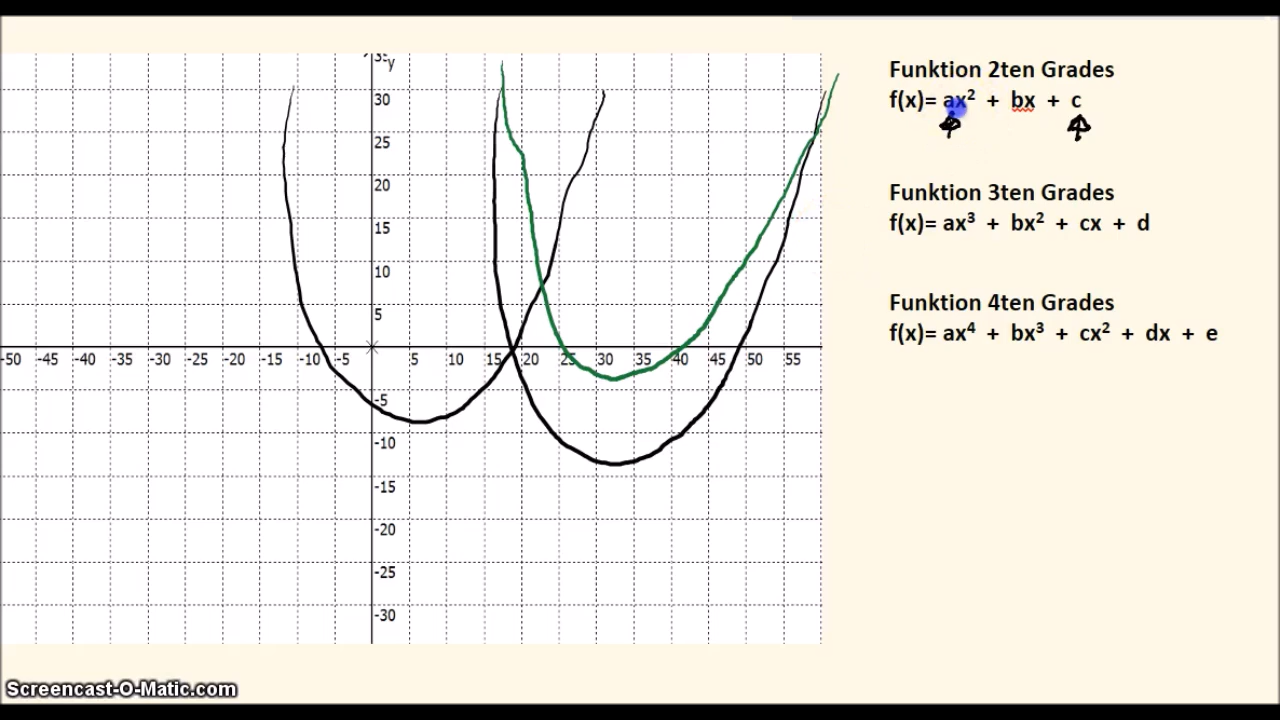 35
y
30
25
20
15
10
5
-50 -45 -40 -35 -30 -25 -20 -15 -10 -5 5 10 15 20 25 30 35 40 45 50 55
-5
-10
-15
-20
-25
-30
Funktion 2ten Grades
f(x)= ax² + bx + c
Funktion 3ten Grades
f(x)= ax³ + bx² + cx + d
Funktion 4ten Grades
f(x)= ax⁴ + bx³ + cx² + dx + e
Screencast-O-Matic.com